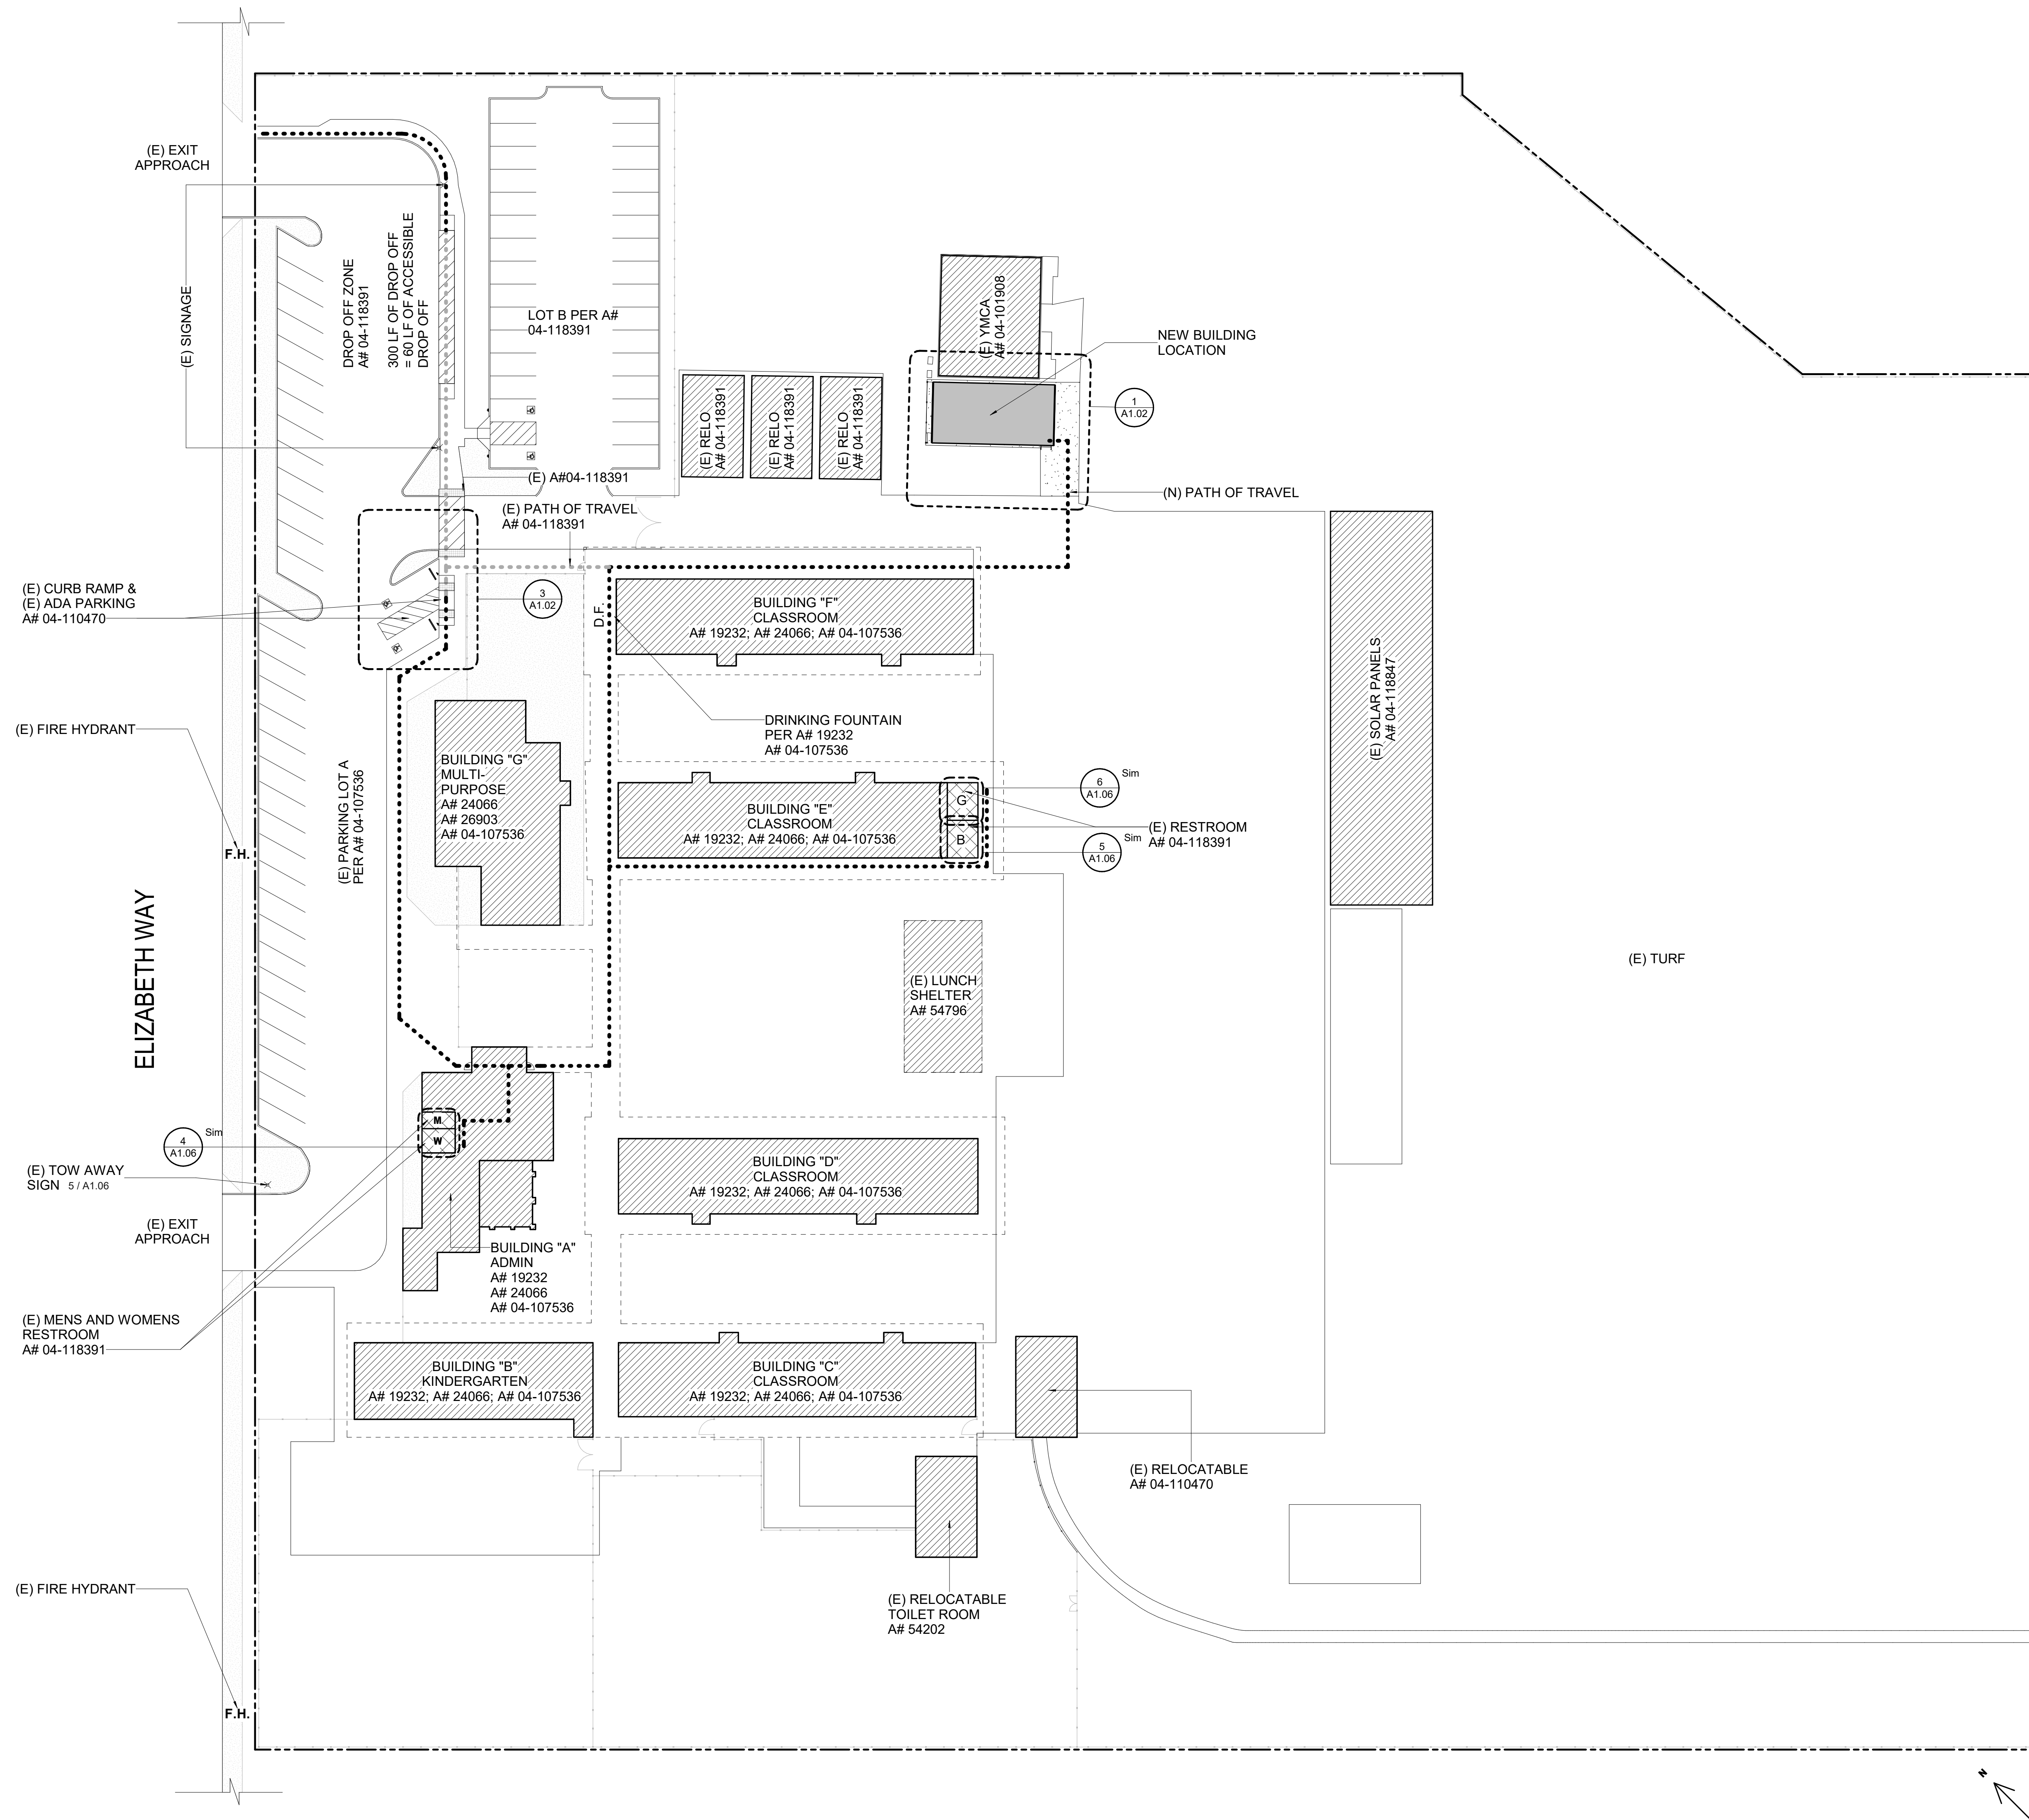 (E) EXIT
APPROACH
(E) SIGNAGE
DROP OFF ZONE
A# 04-118391
300 LF OF DROP OFF
= 60 LF OF ACCESSIBLE
DROP OFF
LOT B PER A#
04-118391
(E) YMCA
A# 04-101908
NEW BUILDING
LOCATION
1
A1.02
(E) RELO
A# 04-118391
(E) RELO
A# 04-118391
(E) RELO
A# 04-118391
(E) A#04-118391
(E) PATH OF TRAVEL
A# 04-118391
(N) PATH OF TRAVEL
(E) CURB RAMP &
(E) ADA PARKING
A# 04-110470
3
A1.02
D.F.
BUILDING "F"
CLASSROOM
A# 19232; A# 24066; A# 04-107536
(E) SOLAR PANELS
A# 04-118847
(E) FIRE HYDRANT
DRINKING FOUNTAIN
PER A# 19232
A# 04-107536
BUILDING "G"
MULTI-
PURPOSE
A# 24066
A# 26903
A# 04-107536
(E) PARKING LOT A
PER A# 04-107536
BUILDING "E"
CLASSROOM
A# 19232; A# 24066; A# 04-107536
G
B
6
A1.06
Sim
5
A1.06
Sim
(E) RESTROOM
A# 04-118391
F.H.
ELIZABETH WAY
(E) LUNCH
SHELTER
A# 54796
(E) TURF
M
W
4
A1.06
Sim
(E) TOW AWAY
SIGN 5 / A1.06
(E) EXIT
APPROACH
BUILDING "D"
CLASSROOM
A# 19232; A# 24066; A# 04-107536
BUILDING "A"
ADMIN
A# 19232
A# 24066
A# 04-107536
(E) MENS AND WOMENS
RESTROOM
A# 04-118391
BUILDING "B"
KINDERGARTEN
A# 19232; A# 24066; A# 04-107536
BUILDING "C"
CLASSROOM
A# 19232; A# 24066; A# 04-107536
(E) RELOCATABLE
A# 04-110470
(E) RELOCATABLE
TOILET ROOM
A# 54202
(E) FIRE HYDRANT
F.H.
N